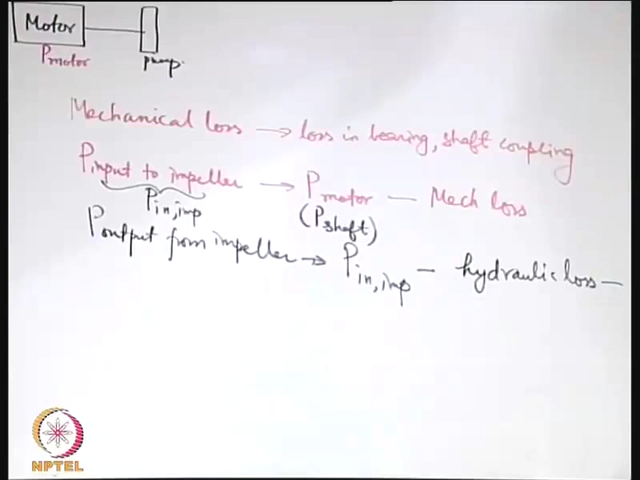 Motor
Pmotor
pump.
Mechanical loss → loss in bearing, shaft coupling
Pinput to impeller → Pmotor — Mech loss
Pin,imp
(Pshaft)
Poutput from impeller → Pin,imp — hydraulic loss —
NPTEL